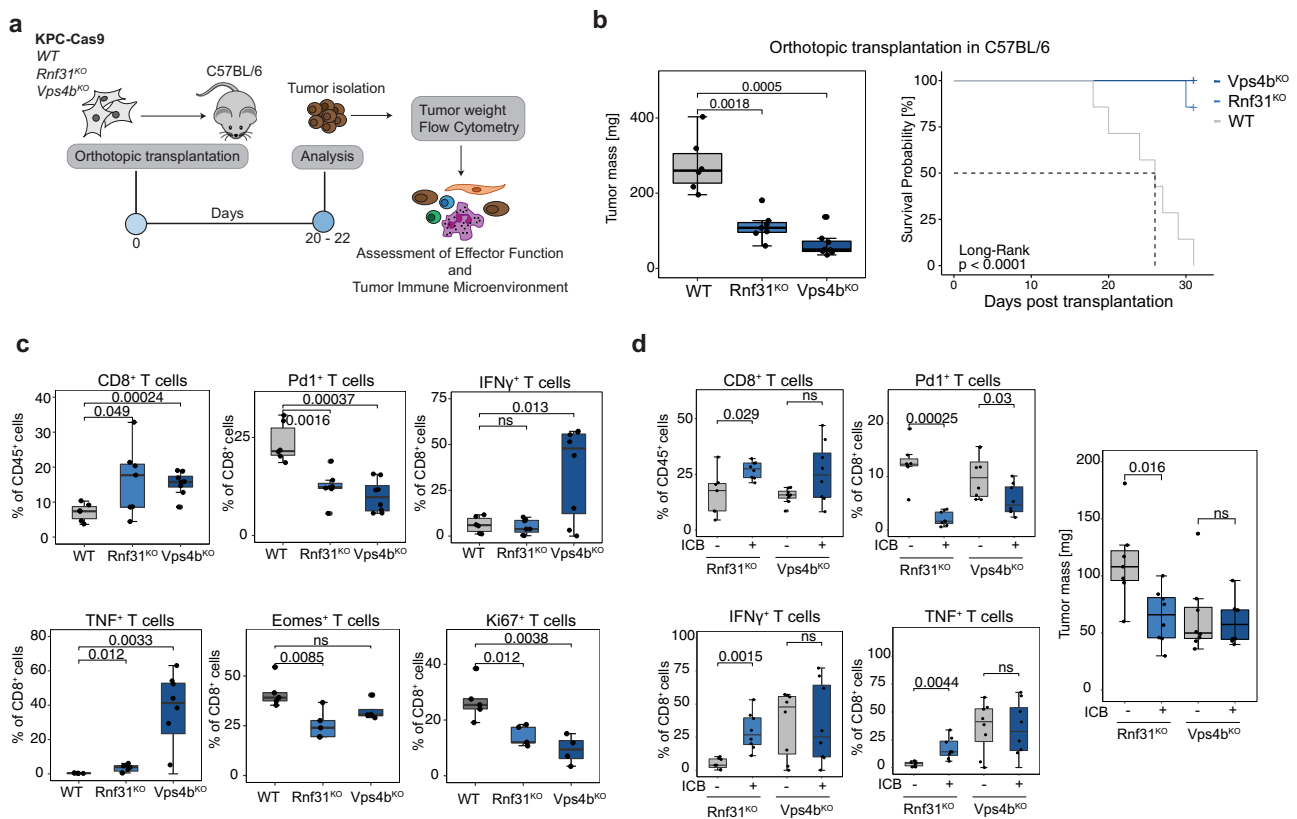 a
KPC-Cas9
WT
Rnf31ᴷᴼ
Vps4bᴷᴼ
C57BL/6
Tumor isolation
Tumor weight
Flow Cytometry
Orthotopic transplantation
Analysis
Days
0
20 - 22
Assessment of Effector Function
and
Tumor Immune Microenvironment
b
Orthotopic transplantation in C57BL/6
Tumor mass [mg]
400
200
0
0.0005
0.0018
WT
Rnf31ᴷᴼ
Vps4bᴷᴼ
Survival Probability [%]
100
75
50
25
0
Long-Rank
p < 0.0001
0
10
20
30
Days post transplantation
Vps4bᴷᴼ
Rnf31ᴷᴼ
WT
c
CD8⁺ T cells
% of CD45⁺ cells
40
30
20
10
0
0.00024
0.049
WT
Rnf31ᴷᴼ
Vps4bᴷᴼ
Pd1⁺ T cells
% of CD8⁺ cells
25
0
0.00037
0.0016
WT
Rnf31ᴷᴼ
Vps4bᴷᴼ
IFNγ⁺ T cells
% of CD8⁺ cells
75
50
25
0
0.013
ns
WT
Rnf31ᴷᴼ
Vps4bᴷᴼ
TNF⁺ T cells
% of CD8⁺ cells
80
60
40
20
0
0.0033
0.012
WT
Rnf31ᴷᴼ
Vps4bᴷᴼ
Eomes⁺ T cells
% of CD8⁺ cells
50
25
0
ns
0.0085
WT
Rnf31ᴷᴼ
Vps4bᴷᴼ
Ki67⁺ T cells
% of CD8⁺ cells
60
40
20
0
0.0038
0.012
WT
Rnf31ᴷᴼ
Vps4bᴷᴼ
d
CD8⁺ T cells
% of CD45⁺ cells
50
25
0
0.029
ns
ICB - + - +
Rnf31ᴷᴼ
Vps4bᴷᴼ
Pd1⁺ T cells
% of CD8⁺ cells
20
10
0
0.00025
0.03
ICB - + - +
Rnf31ᴷᴼ
Vps4bᴷᴼ
IFNγ⁺ T cells
% of CD8⁺ cells
100
75
50
25
0
0.0015
ns
ICB - + - +
Rnf31ᴷᴼ
Vps4bᴷᴼ
TNF⁺ T cells
% of CD8⁺ cells
100
75
50
25
0
0.0044
ns
ICB - + - +
Rnf31ᴷᴼ
Vps4bᴷᴼ
Tumor mass [mg]
200
150
100
50
0
0.016
ns
ICB - + - +
Rnf31ᴷᴼ
Vps4bᴷᴼ